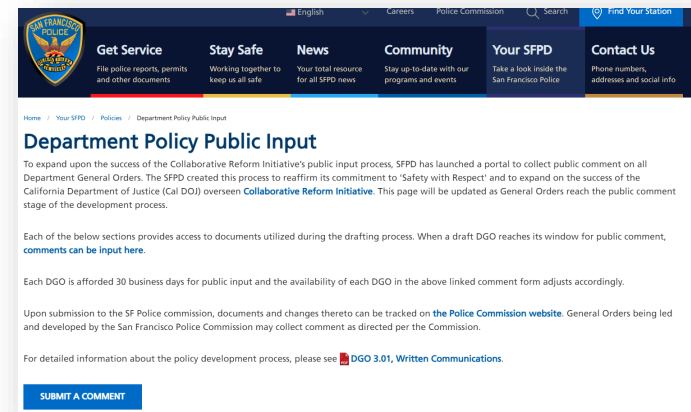 English
Careers
Police Commission
Search
Find Your Station
SAN FRANCISCO
POLICE
Get Service
File police reports, permits
and other documents
Stay Safe
Working together to
keep us all safe
News
Your total resource
for all SFPD news
Community
Stay up-to-date with our
programs and events
Your SFPD
Take a look inside the
San Francisco Police
Contact Us
Phone numbers,
addresses and social info
Home / Your SFPD / Policies / Department Policy Public Input
Department Policy Public Input
To expand upon the success of the Collaborative Reform Initiative's public input process, SFPD has launched a portal to collect public comment on all
Department General Orders. The SFPD created this process to reaffirm its commitment to 'Safety with Respect' and to expand on the success of the
California Department of Justice (Cal DOJ) overseen Collaborative Reform Initiative. This page will be updated as General Orders reach the public comment
stage of the development process.
Each of the below sections provides access to documents utilized during the drafting process. When a draft DGO reaches its window for public comment,
comments can be input here.
Each DGO is afforded 30 business days for public input and the availability of each DGO in the above linked comment form adjusts accordingly.
Upon submission to the SF Police commission, documents and changes thereto can be tracked on the Police Commission website. General Orders being led
and developed by the San Francisco Police Commission may collect comment as directed per the Commission.
For detailed information about the policy development process, please see DGO 3.01, Written Communications.
SUBMIT A COMMENT